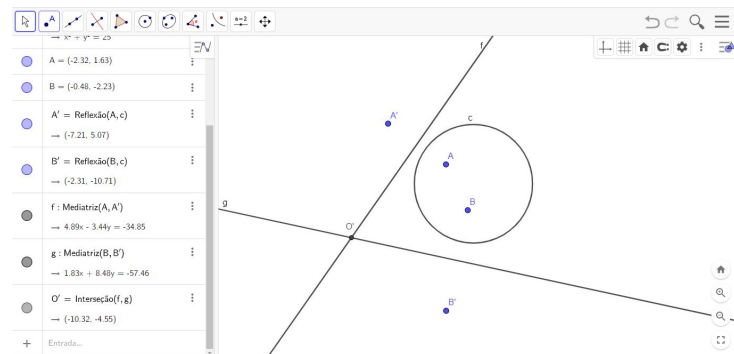 A
a=2
→ x² + y² = 25
A = (-2.32, 1.63)
B = (-0.48, -2.23)
A′ = Reflexão(A, c)
→ (-7.21, 5.07)
B′ = Reflexão(B, c)
→ (-2.31, -10.71)
f : Mediatriz(A, A′)
→ 4.89x - 3.44y = -34.85
g : Mediatriz(B, B′)
→ 1.83x + 8.48y = -57.46
O′ = Interseção(f, g)
→ (-10.32, -4.55)
Entrada...
f
A'
c
A
B
g
O'
B'